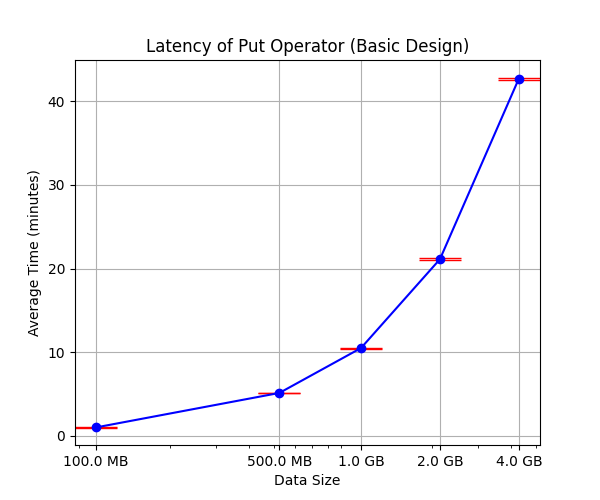 Latency of Put Operator (Basic Design)
Average Time (minutes)
40
30
20
10
0
100.0 MB 500.0 MB 1.0 GB 2.0 GB 4.0 GB
Data Size